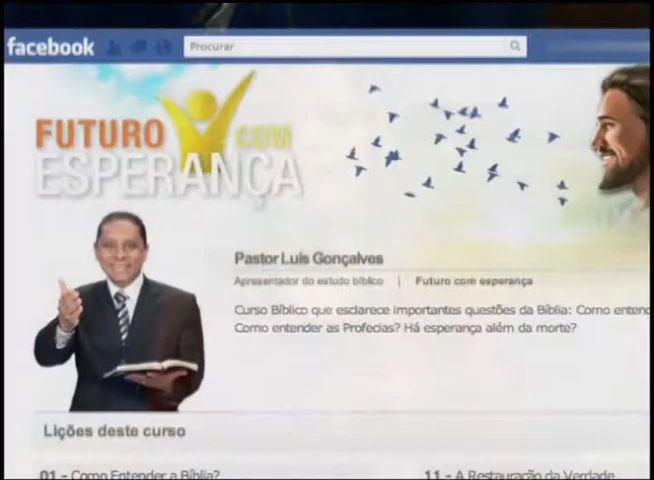 facebook
Procurar
FUTURO COM
ESPERANÇA
Pastor Luís Gonçalves
Apresentador do estudo bíblico | Futuro com esperança
Curso Bíblico que esclarece importantes questões da Bíblia: Como entend
Como entender as Profecias? Há esperança além da morte?
Lições deste curso
01 - Como Entender a Bíblia?
11 - A Restauração da Verdade